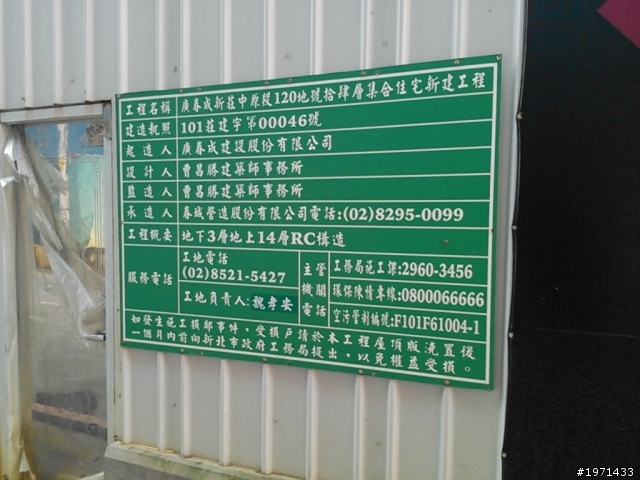 工程名稱 廣春成新莊中原段120地號拾肆層集合住宅新建工程
建造執照 101莊建字第00046號
起造人 廣春成建設股份有限公司
設計人 曹昌勝建築師事務所
監造人 曹昌勝建築師事務所
承造人 春城營造股份有限公司電話:(02)8295-0099
工程概要 地下3層地上14層RC構造
服務電話
工地電話
(02)8521-5427
工地負責人:魏孝安
主管
機關
電話
工務局施工課:2960-3456
環保陳情專線:0800066666
空污管制編號:F101F61004-1
如發生施工損鄰事件，受損戶請於本工程屋頂版澆置後
一個月內前向新北市政府工務局提出，以免權益受損。
#1971433